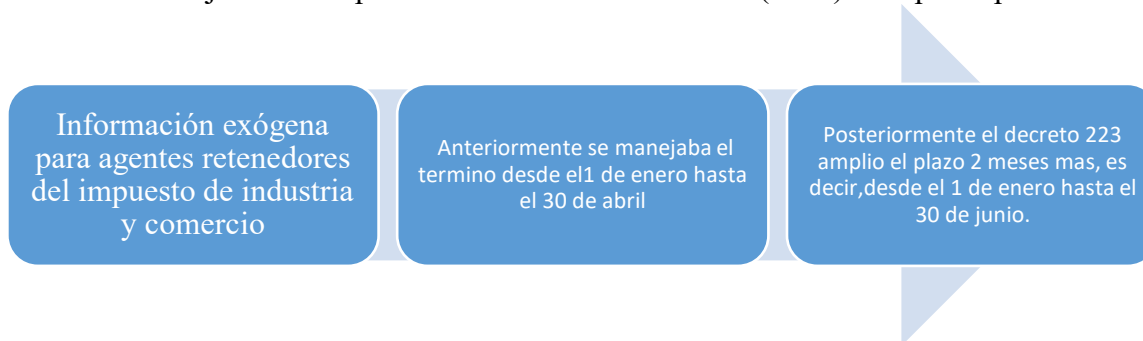 Información exógena
para agentes retenedores
del impuesto de industria
y comercio
Anteriormente se manejaba el
termino desde el1 de enero hasta
el 30 de abril
Posteriormente el decreto 223
amplio el plazo 2 meses mas, es
decir,desde el 1 de enero hasta el
30 de junio.